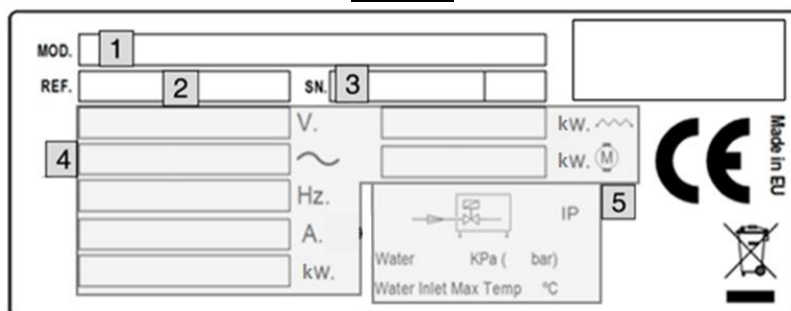 MOD. 1
REF. 2 SN. 3
V. kw.
4 kw. M
Hz.
A.
kw.
IP 5
Water KPa ( bar)
Water Inlet Max Temp ºC
CE
Made in EU